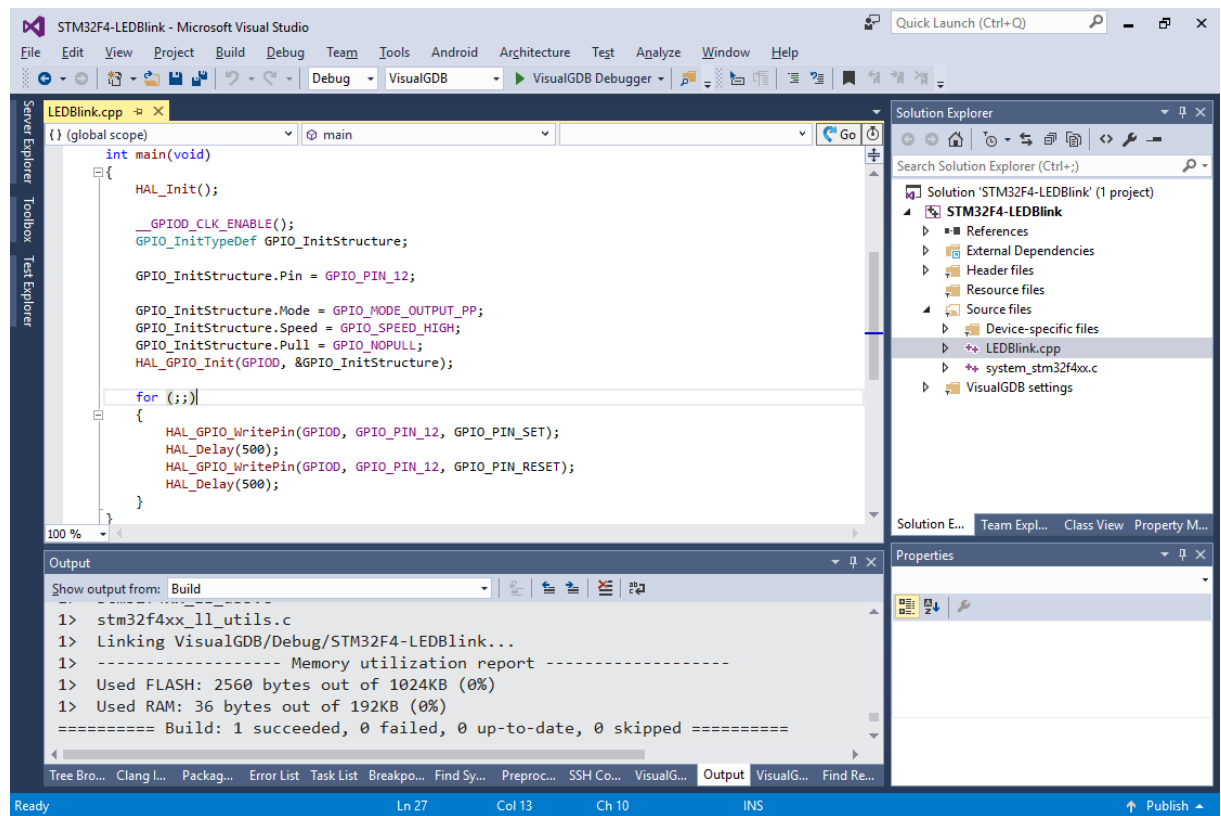 STM32F4-LEDBlink - Microsoft Visual Studio
Quick Launch (Ctrl+Q)
File Edit View Project Build Debug Team Tools Android Architecture Test Analyze Window Help
Debug VisualGDB VisualGDB Debugger
Server Explorer
Toolbox
Test Explorer
LEDBlink.cpp
{} (global scope) main Go
int main(void)
{
HAL_Init();
__GPIOD_CLK_ENABLE();
GPIO_InitTypeDef GPIO_InitStructure;
GPIO_InitStructure.Pin = GPIO_PIN_12;
GPIO_InitStructure.Mode = GPIO_MODE_OUTPUT_PP;
GPIO_InitStructure.Speed = GPIO_SPEED_HIGH;
GPIO_InitStructure.Pull = GPIO_NOPULL;
HAL_GPIO_Init(GPIOD, &GPIO_InitStructure);
for (;;)
{
HAL_GPIO_WritePin(GPIOD, GPIO_PIN_12, GPIO_PIN_SET);
HAL_Delay(500);
HAL_GPIO_WritePin(GPIOD, GPIO_PIN_12, GPIO_PIN_RESET);
HAL_Delay(500);
}
}
100 %
Output
Show output from: Build
1> stm32f4xx_ll_utils.c
1> Linking VisualGDB/Debug/STM32F4-LEDBlink...
1> ------------------- Memory utilization report -------------------
1> Used FLASH: 2560 bytes out of 1024KB (0%)
1> Used RAM: 36 bytes out of 192KB (0%)
========== Build: 1 succeeded, 0 failed, 0 up-to-date, 0 skipped ==========
Tree Bro... Clang I... Packag... Error List Task List Breakpo... Find Sy... Preproc... SSH Co... VisualG... Output VisualG... Find Re...
Solution Explorer
Search Solution Explorer (Ctrl+;)
Solution 'STM32F4-LEDBlink' (1 project)
STM32F4-LEDBlink
References
External Dependencies
Header files
Resource files
Source files
Device-specific files
LEDBlink.cpp
system_stm32f4xx.c
VisualGDB settings
Solution E... Team Expl... Class View Property M...
Properties
Ready Ln 27 Col 13 Ch 10 INS Publish